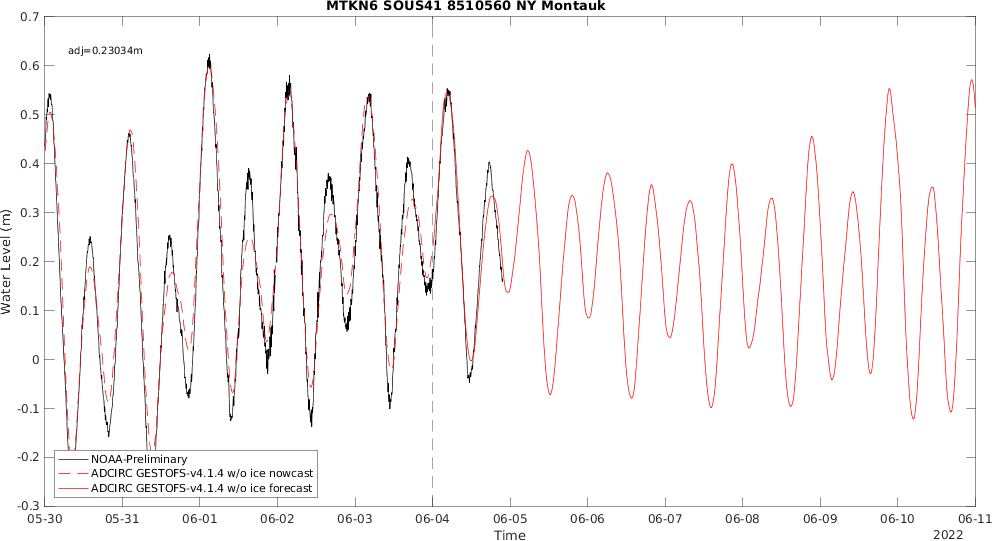 MTKN6 SOUS41 8510560 NY Montauk
adj=0.23034m
0.7
0.6
0.5
0.4
0.3
0.2
0.1
0
-0.1
-0.2
-0.3
Water Level (m)
NOAA-Preliminary
ADCIRC GESTOFS-v4.1.4 w/o ice nowcast
ADCIRC GESTOFS-v4.1.4 w/o ice forecast
05-30 05-31 06-01 06-02 06-03 06-04 06-05 06-06 06-07 06-08 06-09 06-10 06-11
Time
2022